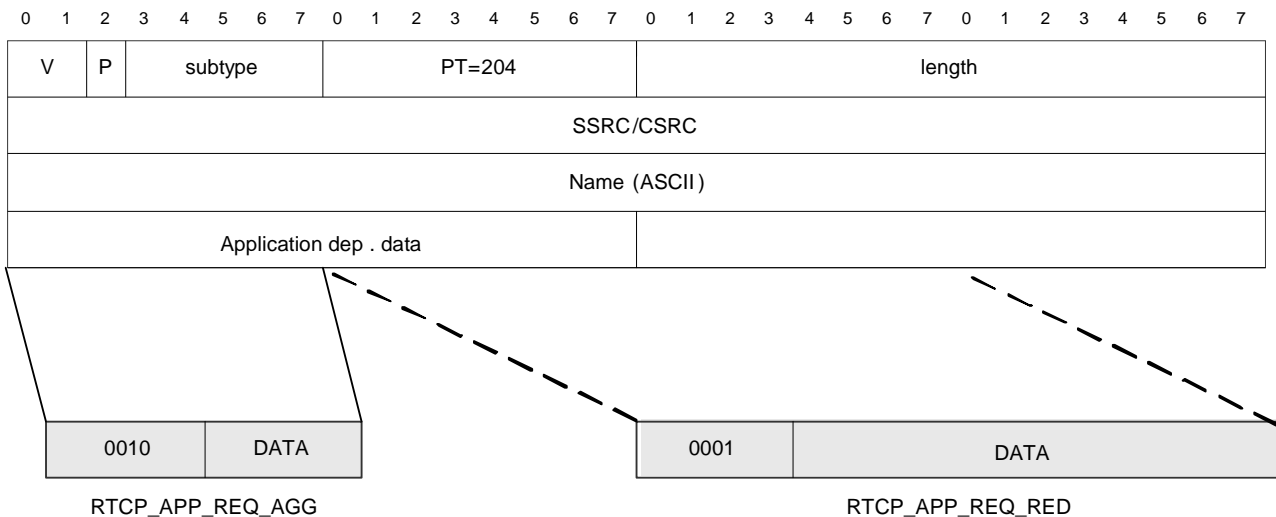 0 1 2 3 4 5 6 7 0 1 2 3 4 5 6 7 0 1 2 3 4 5 6 7 0 1 2 3 4 5 6 7
V P subtype PT=204 length
SSRC/CSRC
Name (ASCII)
Application dep . data
0010 DATA 0001 DATA
RTCP_APP_REQ_AGG RTCP_APP_REQ_RED